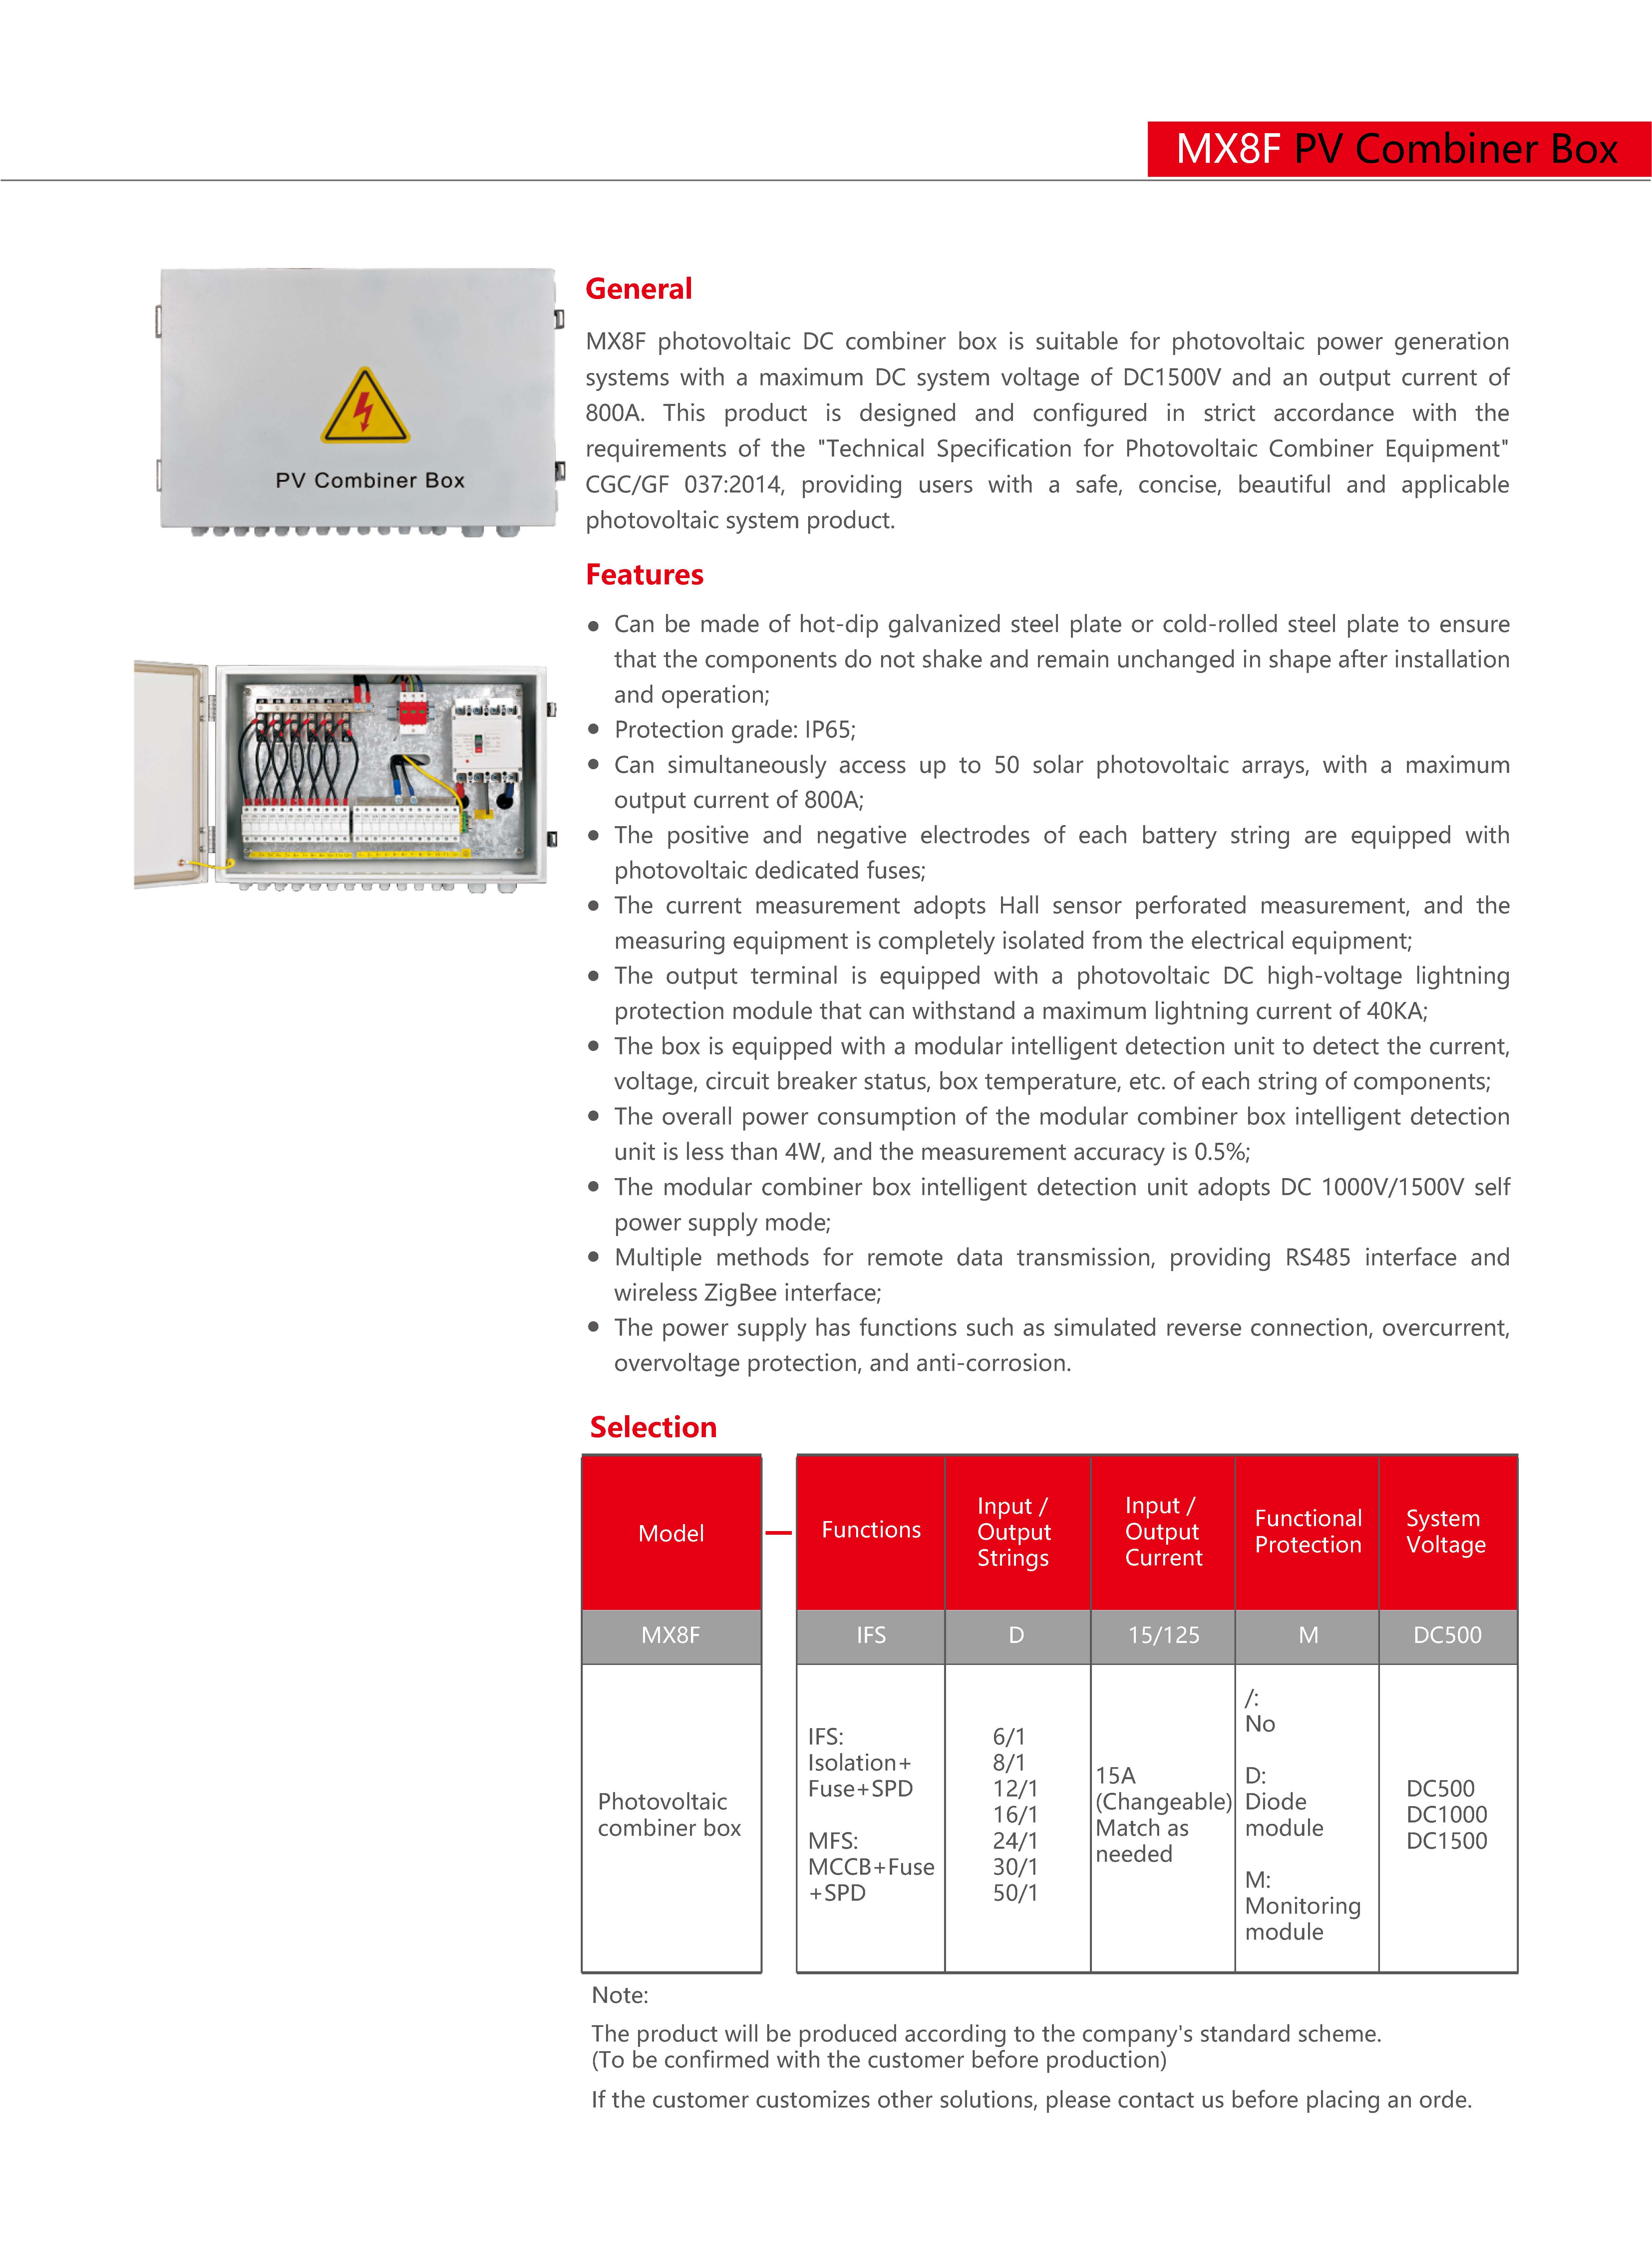 MX8F PV Combiner Box
PV Combiner Box
General
MX8F photovoltaic DC combiner box is suitable for photovoltaic power generation
systems with a maximum DC system voltage of DC1500V and an output current of
800A. This product is designed and configured in strict accordance with the
requirements of the "Technical Specification for Photovoltaic Combiner Equipment"
CGC/GF 037:2014, providing users with a safe, concise, beautiful and applicable
photovoltaic system product.
Features
● Can be made of hot-dip galvanized steel plate or cold-rolled steel plate to ensure
that the components do not shake and remain unchanged in shape after installation
and operation;
● Protection grade: IP65;
● Can simultaneously access up to 50 solar photovoltaic arrays, with a maximum
output current of 800A;
● The positive and negative electrodes of each battery string are equipped with
photovoltaic dedicated fuses;
● The current measurement adopts Hall sensor perforated measurement, and the
measuring equipment is completely isolated from the electrical equipment;
● The output terminal is equipped with a photovoltaic DC high-voltage lightning
protection module that can withstand a maximum lightning current of 40KA;
● The box is equipped with a modular intelligent detection unit to detect the current,
voltage, circuit breaker status, box temperature, etc. of each string of components;
● The overall power consumption of the modular combiner box intelligent detection
unit is less than 4W, and the measurement accuracy is 0.5%;
● The modular combiner box intelligent detection unit adopts DC 1000V/1500V self
power supply mode;
● Multiple methods for remote data transmission, providing RS485 interface and
wireless ZigBee interface;
● The power supply has functions such as simulated reverse connection, overcurrent,
overvoltage protection, and anti-corrosion.
Selection
Model
—
Functions
Input /
Output
Strings
Input /
Output
Current
Functional
Protection
System
Voltage
MX8F
IFS
D
15/125
M
DC500
Photovoltaic
combiner box
IFS:
Isolation+
Fuse+SPD
MFS:
MCCB+Fuse
+SPD
6/1
8/1
12/1
16/1
24/1
30/1
50/1
15A
(Changeable)
Match as
needed
/:
No
D:
Diode
module
M:
Monitoring
module
DC500
DC1000
DC1500
Note:
The product will be produced according to the company's standard scheme.
(To be confirmed with the customer before production)
If the customer customizes other solutions, please contact us before placing an orde.